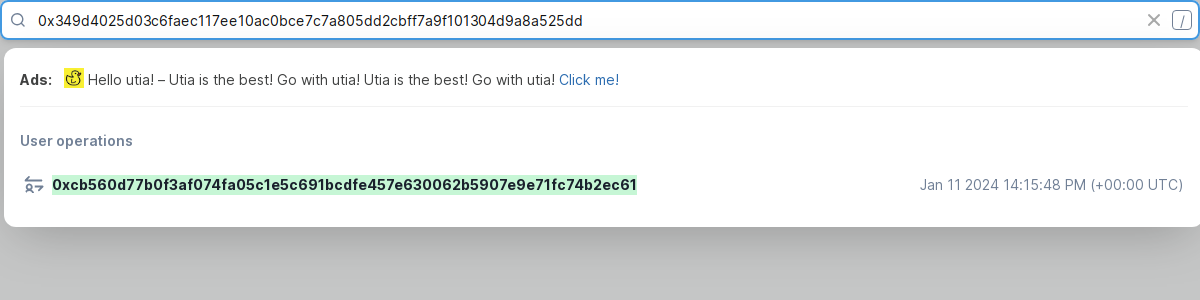 0x349d4025d03c6faec117ee10ac0bce7c7a805dd2cbff7a9f101304d9a8a525dd /
Ads: Hello utia! – Utia is the best! Go with utia! Utia is the best! Go with utia! Click me!
User operations
0xcb560d77b0f3af074fa05c1e5c691bcdfe457e630062b5907e9e71fc74b2ec61 Jan 11 2024 14:15:48 PM (+00:00 UTC)